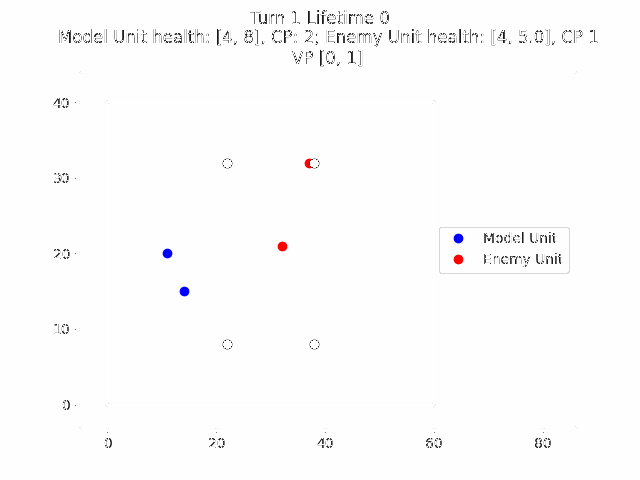 Turn 1 Lifetime 0
Model Unit health: [4, 8], CP: 2; Enemy Unit health: [4, 5.0], CP 1
VP [0, 1]
40
30
20
10
0
0 20 40 60 80
Model Unit
Enemy Unit